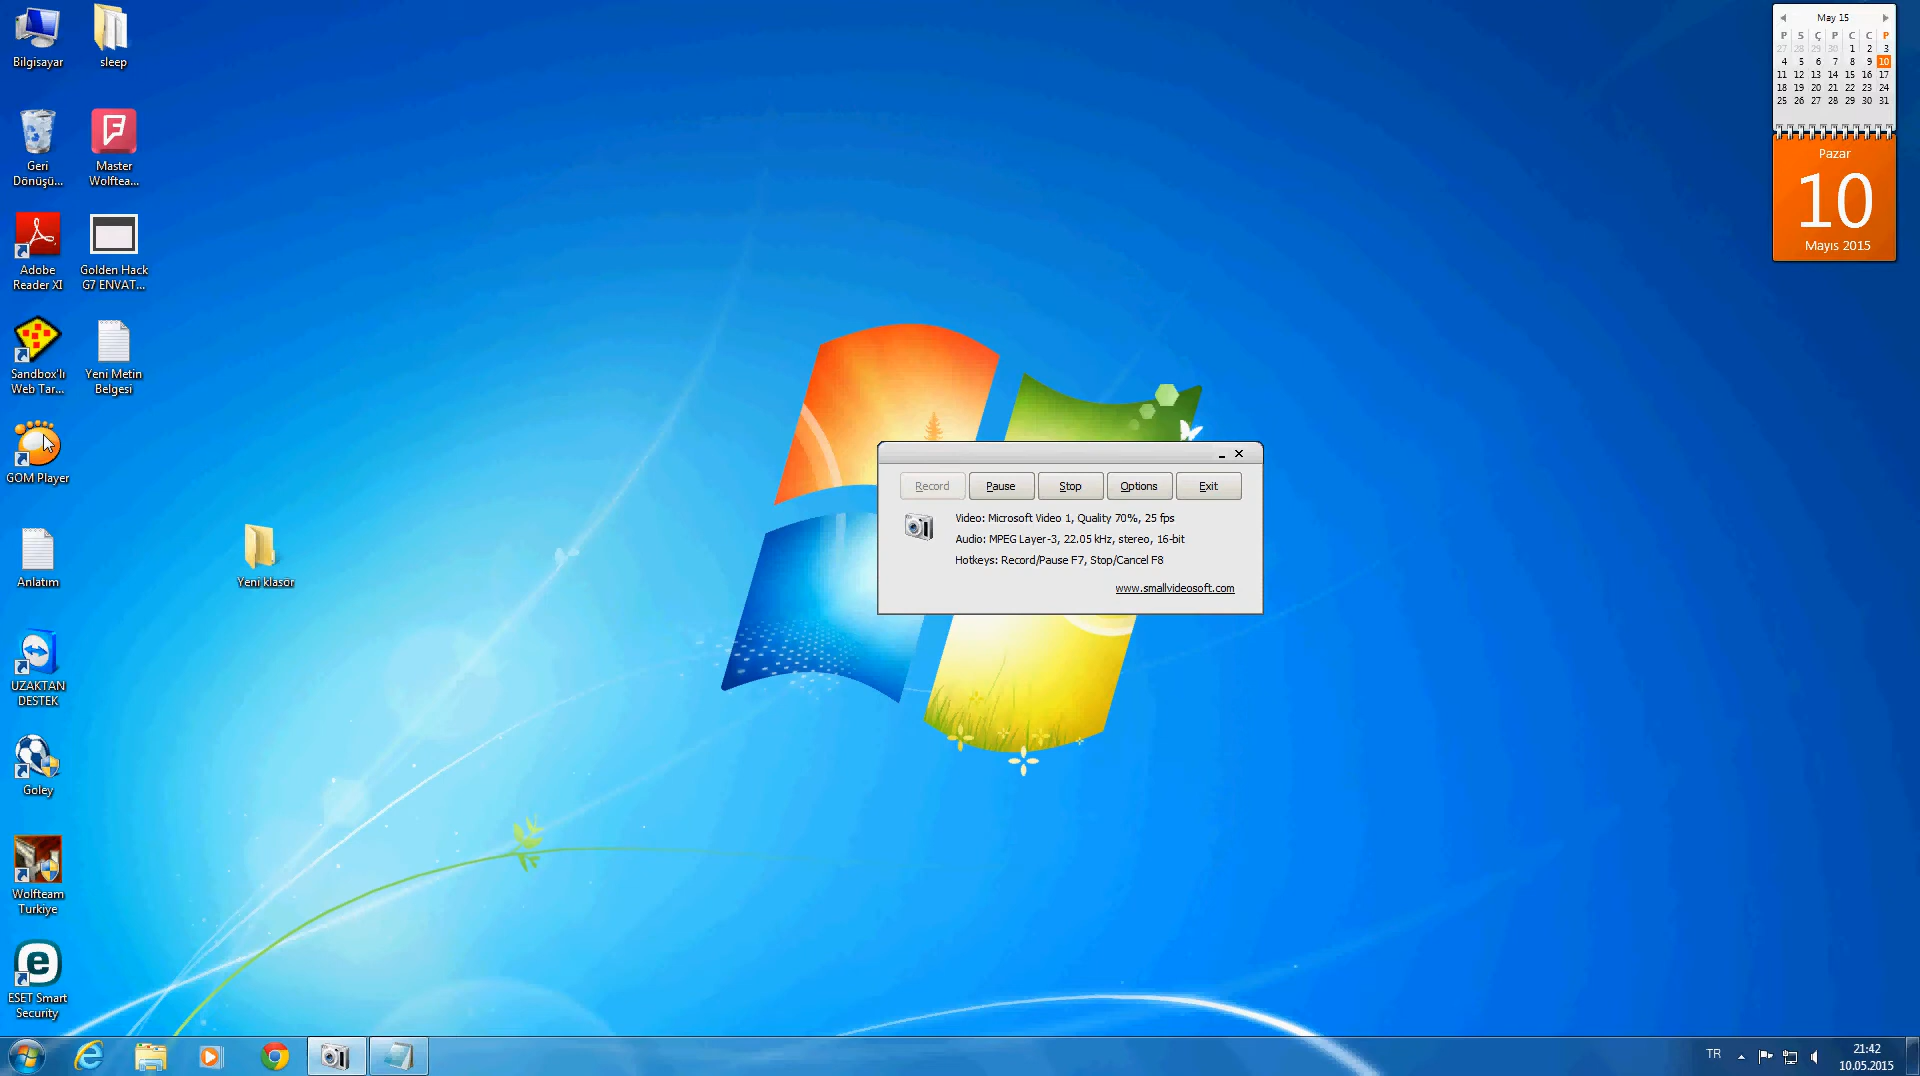 Bilgisayar
sleep
Geri
Dönüşü...
Master
Wolftea...
Adobe
Reader XI
Golden Hack
G7 ENVAT...
Sandbox'lı
Web Tar...
Yeni Metin
Belgesi
GOM Player
Anlatım
Yeni klasör
UZAKTAN
DESTEK
Goley
Wolfteam
Turkiye
ESET Smart
Security
Record
Pause
Stop
Options
Exit
Video: Microsoft Video 1, Quality 70%, 25 fps
Audio: MPEG Layer-3, 22.05 kHz, stereo, 16-bit
Hotkeys: Record/Pause F7, Stop/Cancel F8
www.smallvideosoft.com
May 15
P S Ç P C C P
27 28 29 30 1 2 3
4 5 6 7 8 9 10
11 12 13 14 15 16 17
18 19 20 21 22 23 24
25 26 27 28 29 30 31
Pazar
10
Mayıs 2015
TR
21:42
10.05.2015